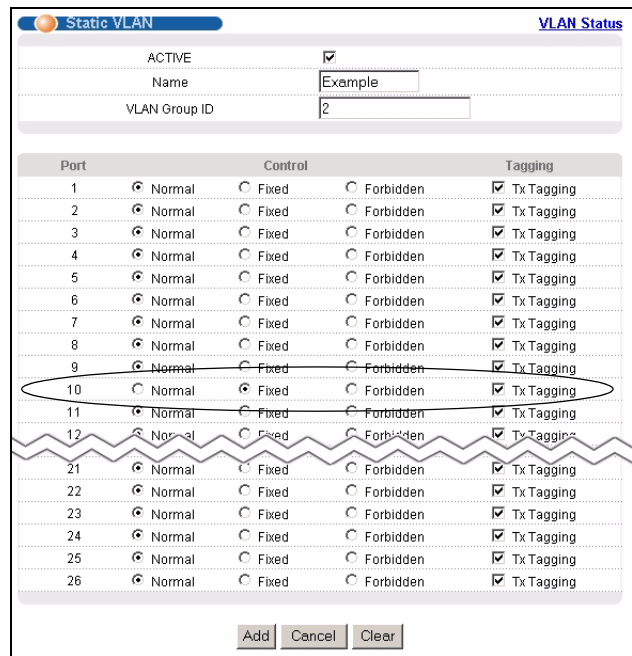 Static VLAN VLAN Status
ACTIVE
Name Example
VLAN Group ID 2
Port Control Tagging
1 Normal Fixed Forbidden Tx Tagging
2 Normal Fixed Forbidden Tx Tagging
3 Normal Fixed Forbidden Tx Tagging
4 Normal Fixed Forbidden Tx Tagging
5 Normal Fixed Forbidden Tx Tagging
6 Normal Fixed Forbidden Tx Tagging
7 Normal Fixed Forbidden Tx Tagging
8 Normal Fixed Forbidden Tx Tagging
9 Normal Fixed Forbidden Tx Tagging
10 Normal Fixed Forbidden Tx Tagging
11 Normal Fixed Forbidden Tx Tagging
12 Normal Fixed Forbidden Tx Tagging
21 Normal Fixed Forbidden Tx Tagging
22 Normal Fixed Forbidden Tx Tagging
23 Normal Fixed Forbidden Tx Tagging
24 Normal Fixed Forbidden Tx Tagging
25 Normal Fixed Forbidden Tx Tagging
26 Normal Fixed Forbidden Tx Tagging
Add Cancel Clear